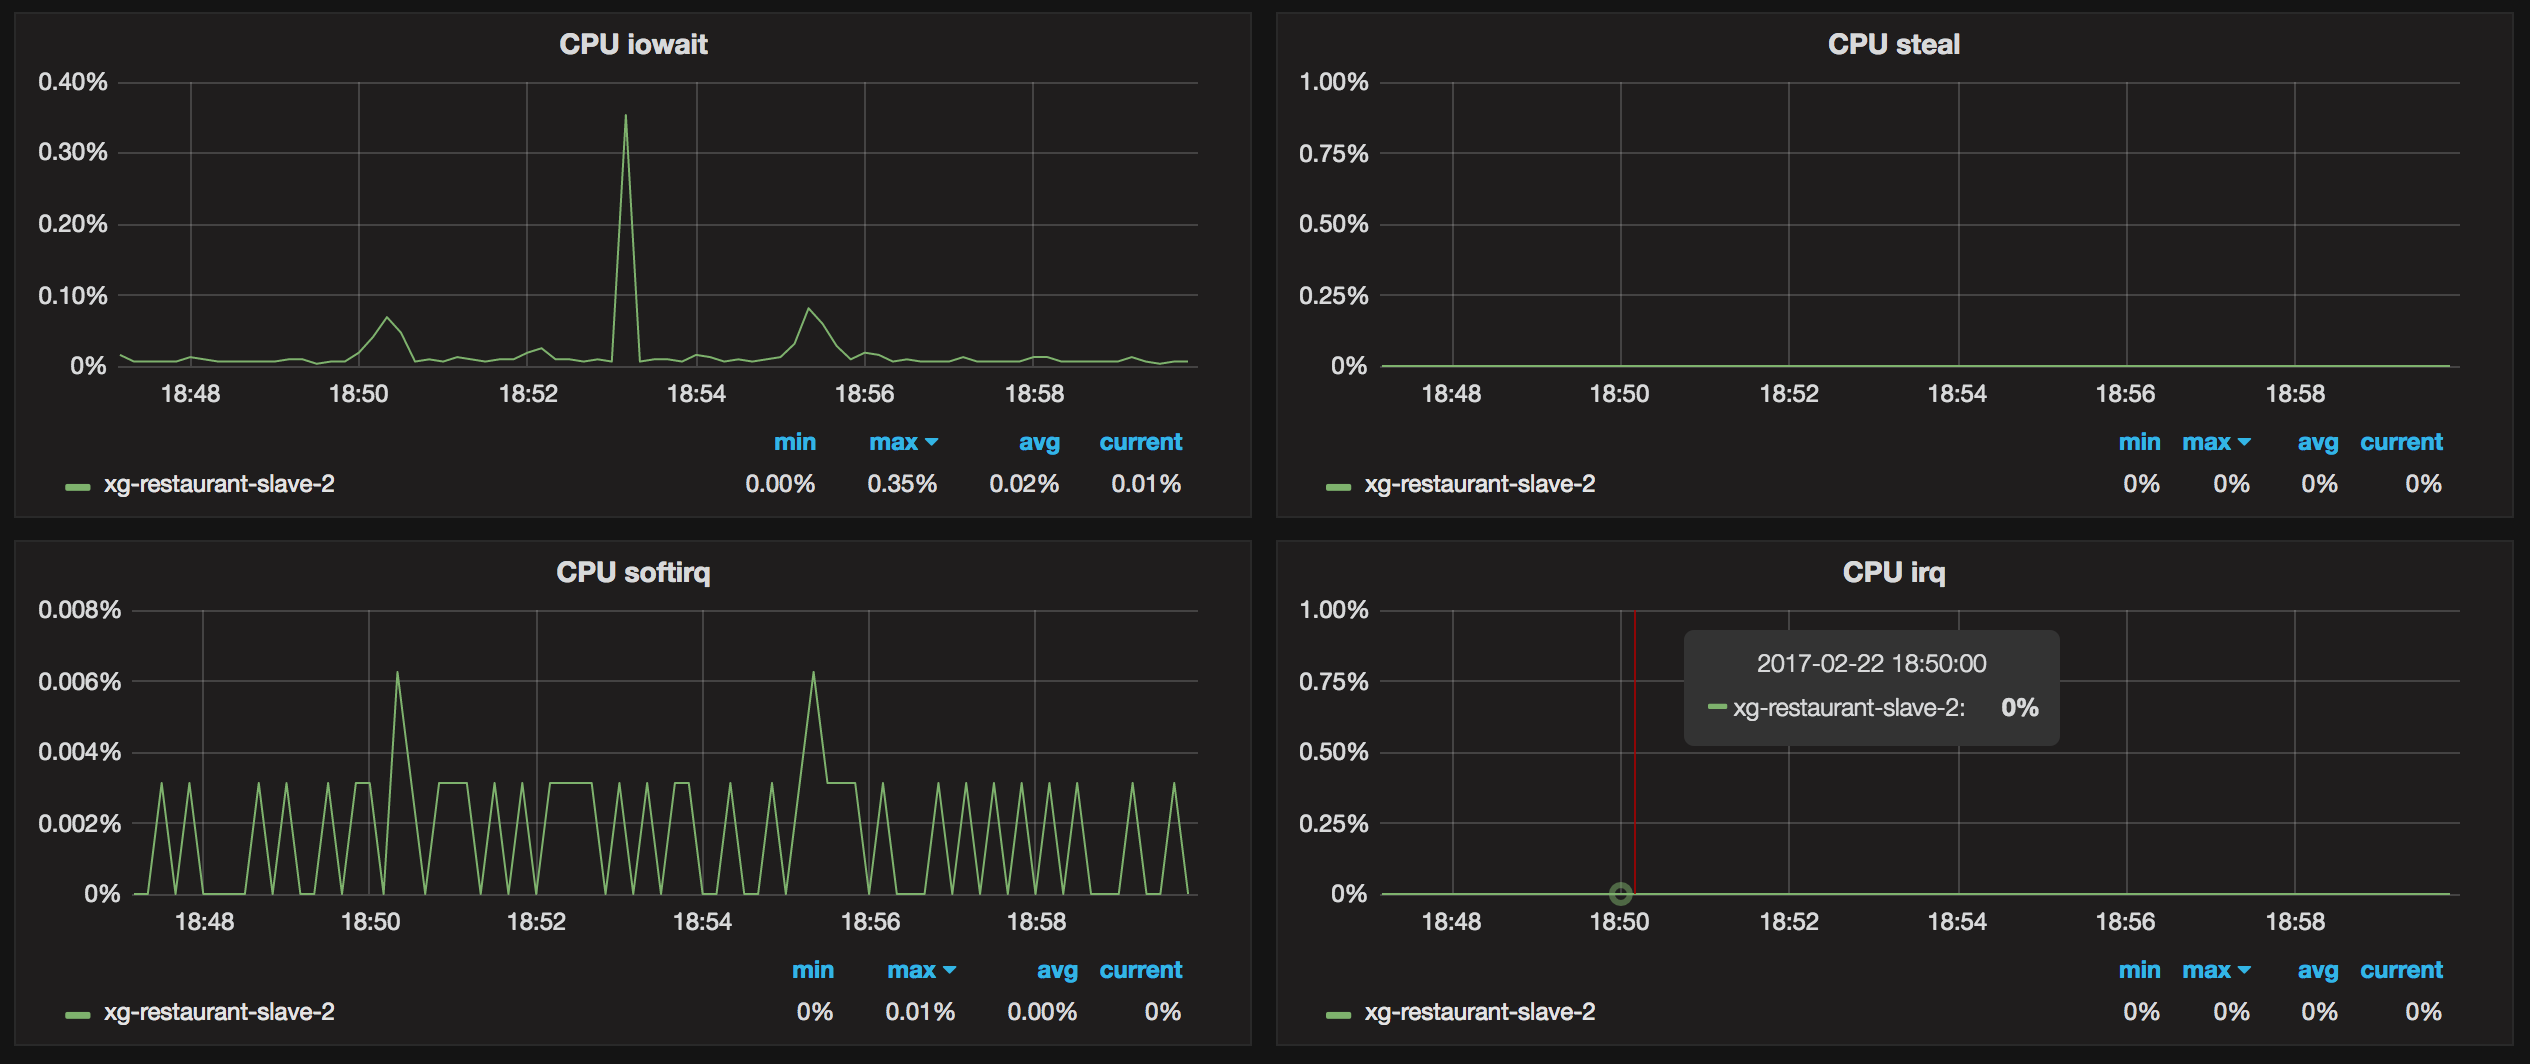 CPU iowait
0.40%
0.30%
0.20%
0.10%
0%
18:48 18:50 18:52 18:54 18:56 18:58
min max avg current
xg-restaurant-slave-2 0.00% 0.35% 0.02% 0.01%
CPU steal
1.00%
0.75%
0.50%
0.25%
0%
18:48 18:50 18:52 18:54 18:56 18:58
min max avg current
xg-restaurant-slave-2 0% 0% 0% 0%
CPU softirq
0.008%
0.006%
0.004%
0.002%
0%
18:48 18:50 18:52 18:54 18:56 18:58
min max avg current
xg-restaurant-slave-2 0% 0.01% 0.00% 0%
CPU irq
1.00%
0.75%
0.50%
0.25%
0%
2017-02-22 18:50:00
xg-restaurant-slave-2: 0%
18:48 18:50 18:52 18:54 18:56 18:58
min max avg current
xg-restaurant-slave-2 0% 0% 0% 0%